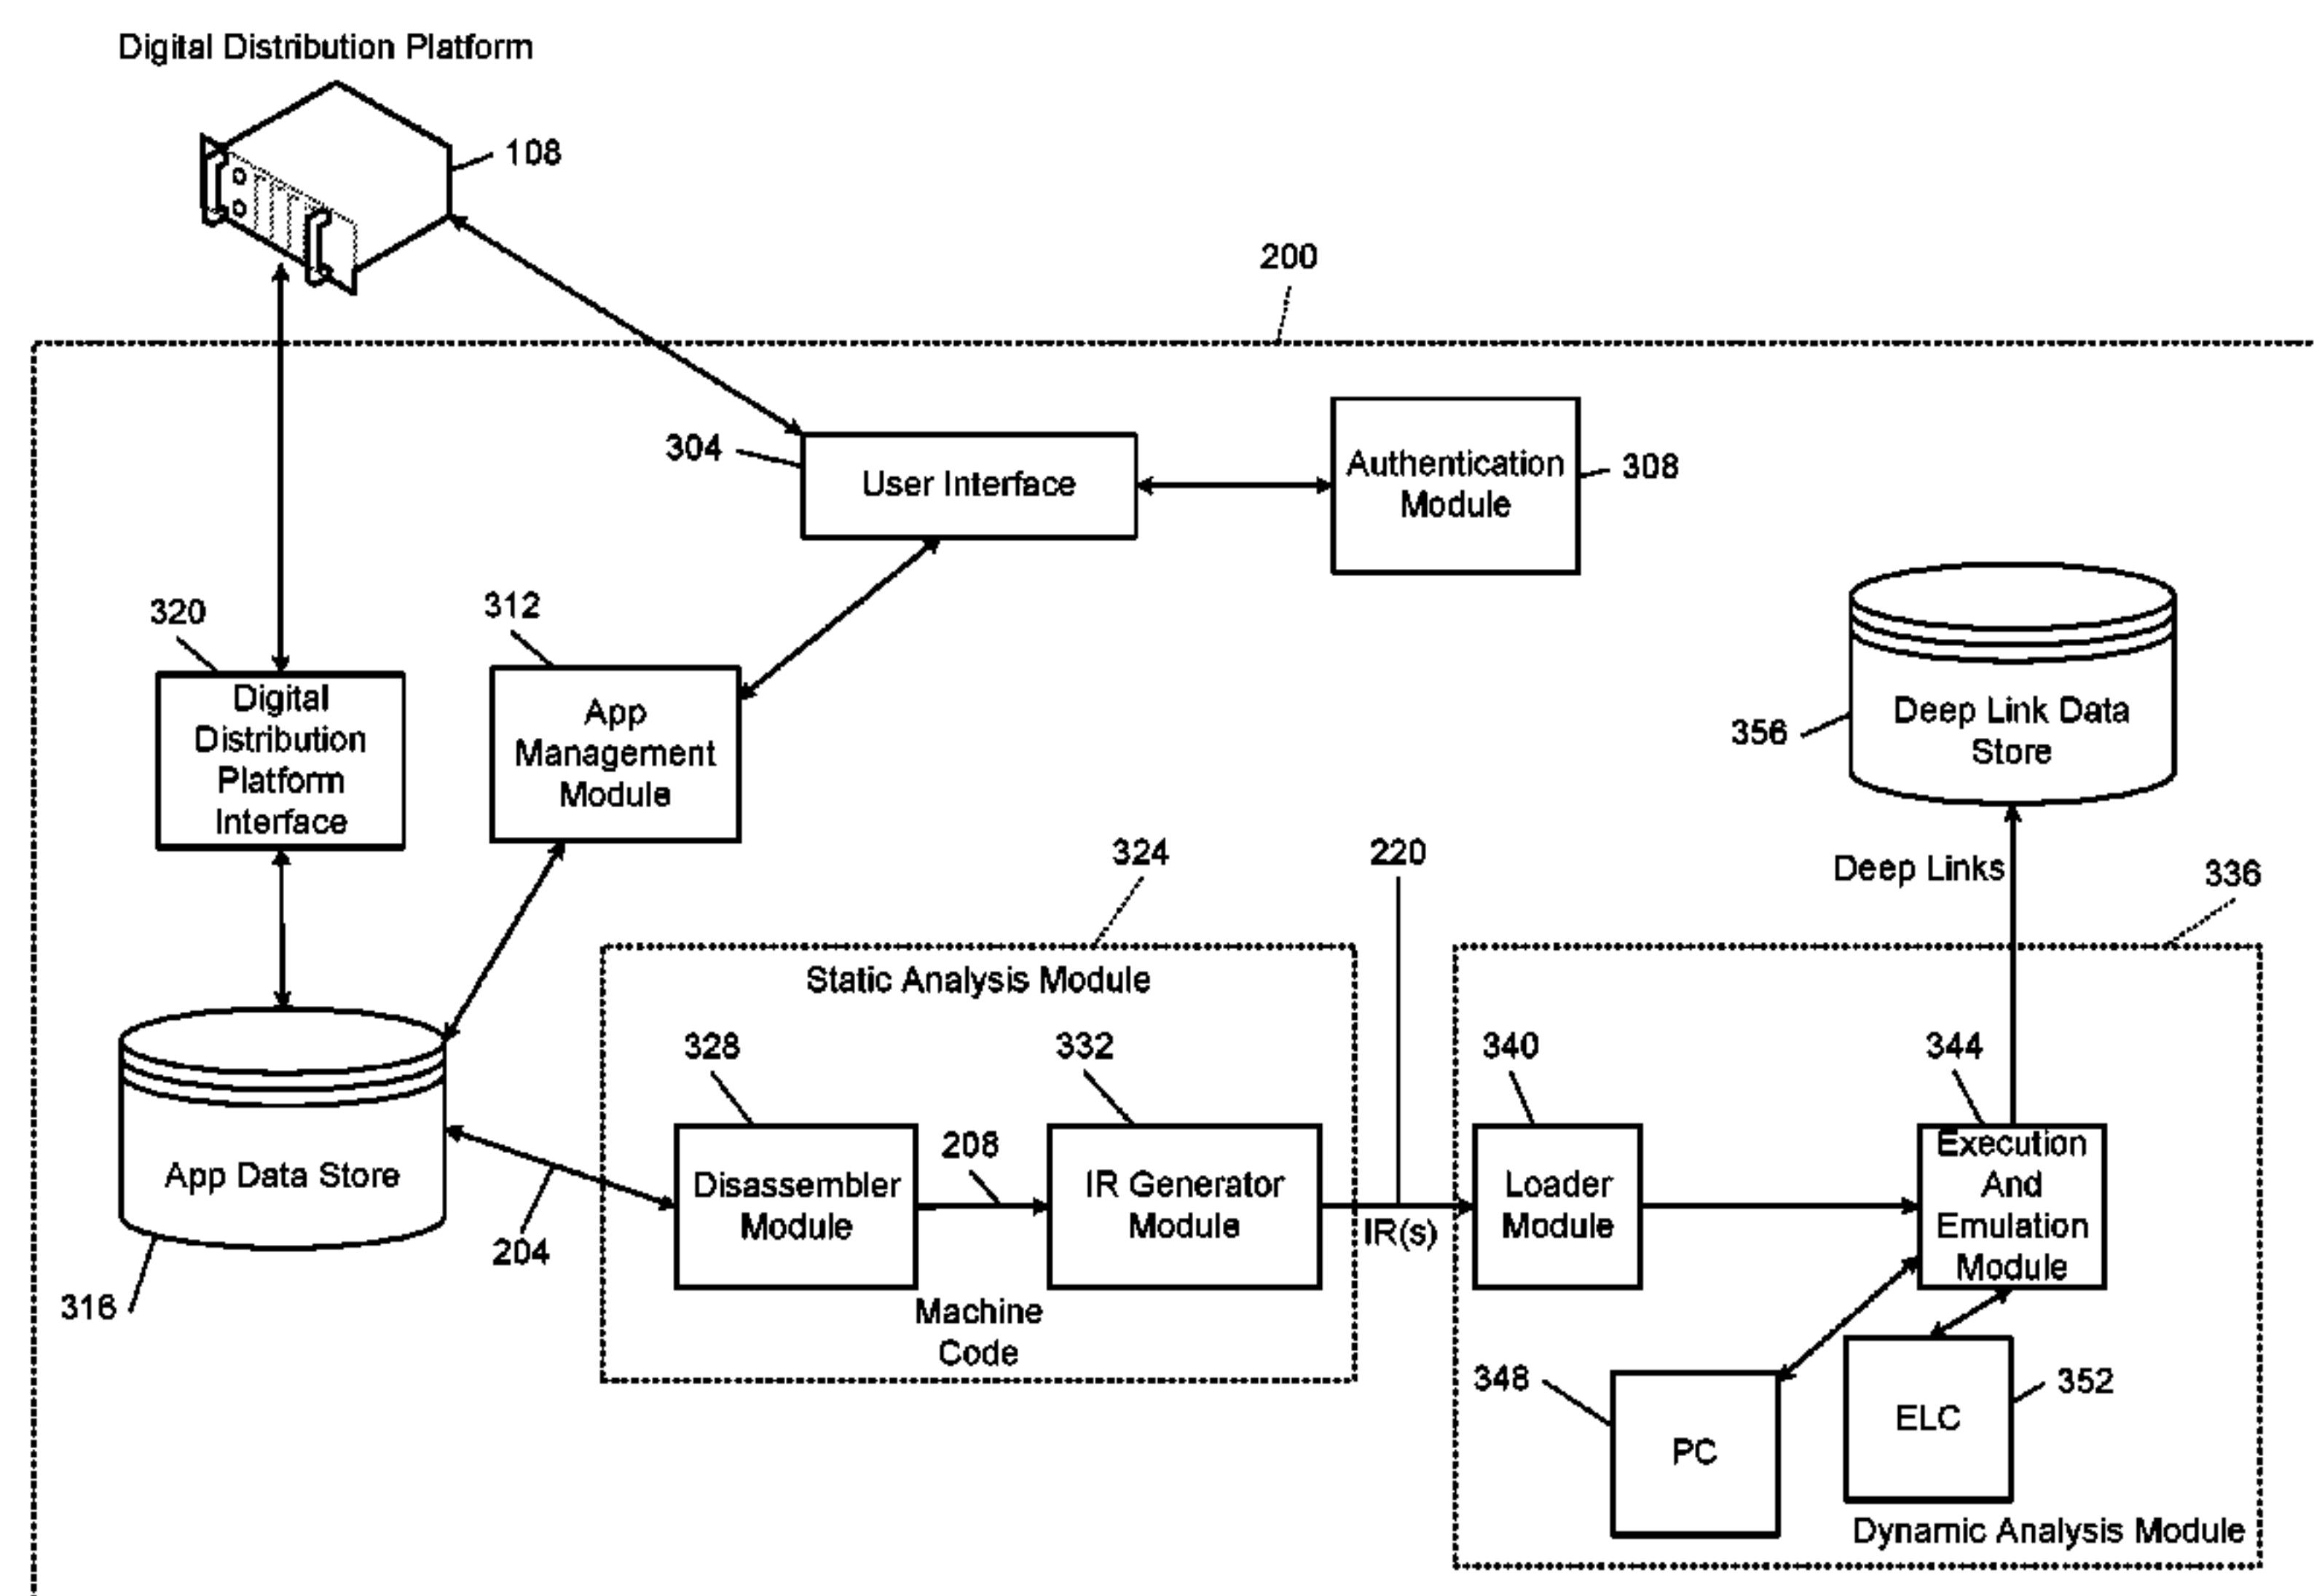 Digital Distribution Platform
108
200
304
User Interface
Authentication
Module
308
320
312
Digital
Distribution
Platform
Interface
App
Management
Module
356
Deep Link Data
Store
324
220
Deep Links
336
Static Analysis Module
328
332
340
344
App Data Store
316
204
Disassembler
Module
208
IR Generator
Module
IR(s)
Loader
Module
Execution
And
Emulation
Module
Machine
Code
348
PC
ELC
352
Dynamic Analysis Module